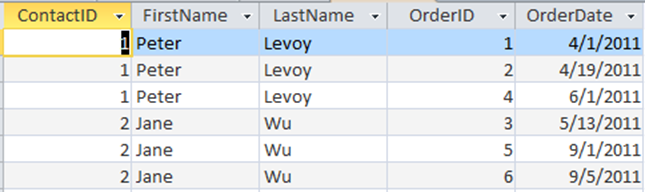 ContactID FirstName LastName OrderID OrderDate
1 Peter Levoy 1 4/1/2011
1 Peter Levoy 2 4/19/2011
1 Peter Levoy 4 6/1/2011
2 Jane Wu 3 5/13/2011
2 Jane Wu 5 9/1/2011
2 Jane Wu 6 9/5/2011